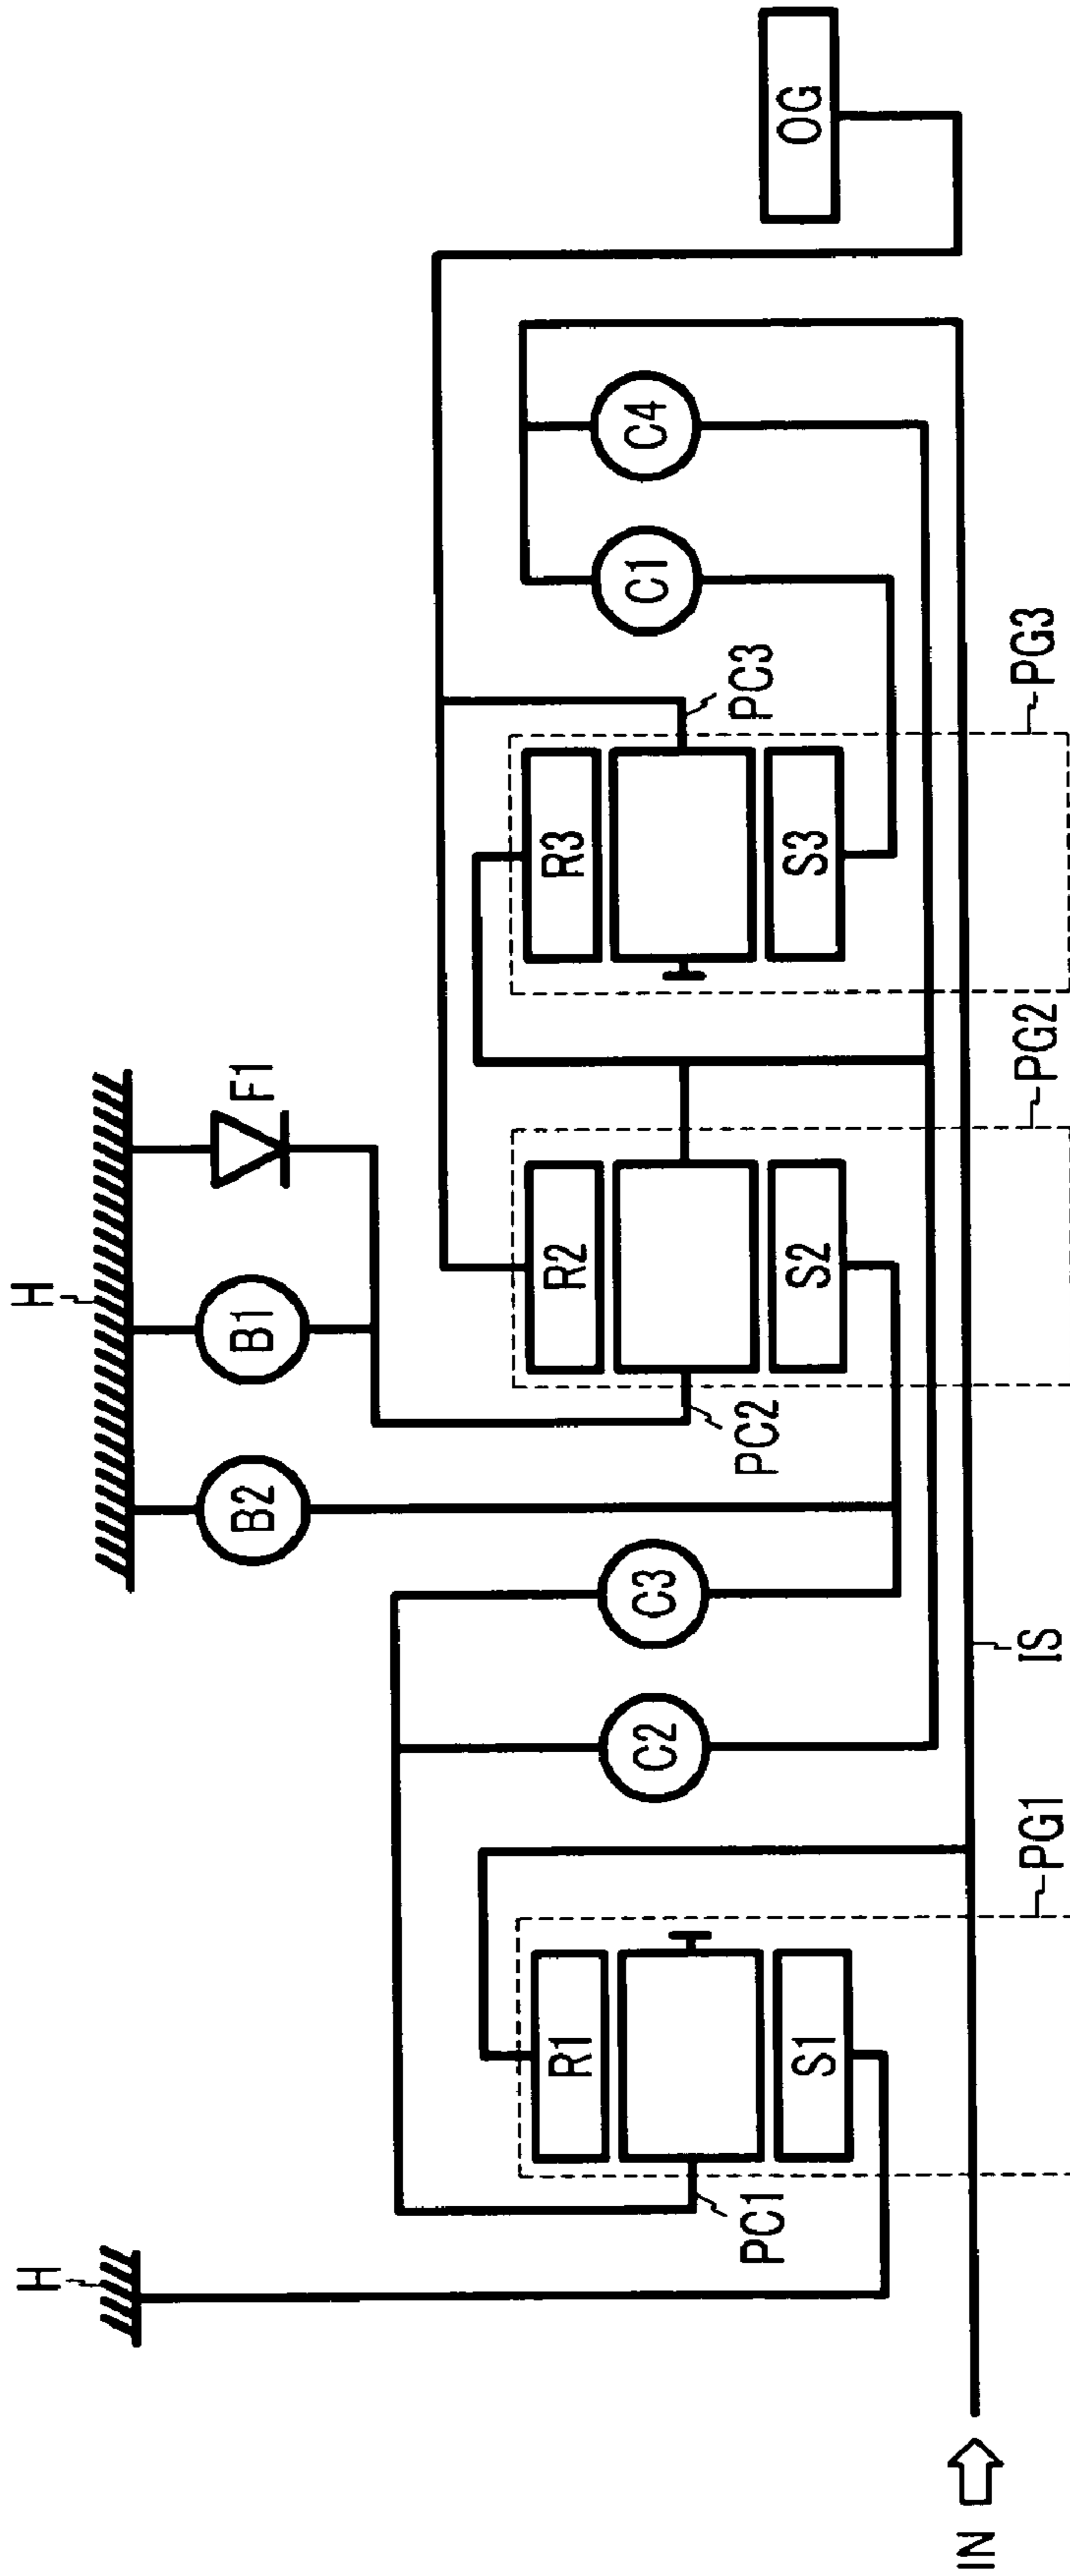 H
H
B2
B1
F1
OG
C2
C3
C1
C4
R1
R2
R3
PC1
PC2
PC3
S1
S2
S3
IN
IS
PG1
PG2
PG3